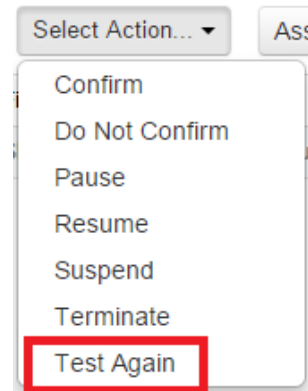 Select Action...
Confirm
Do Not Confirm
Pause
Resume
Suspend
Terminate
Test Again